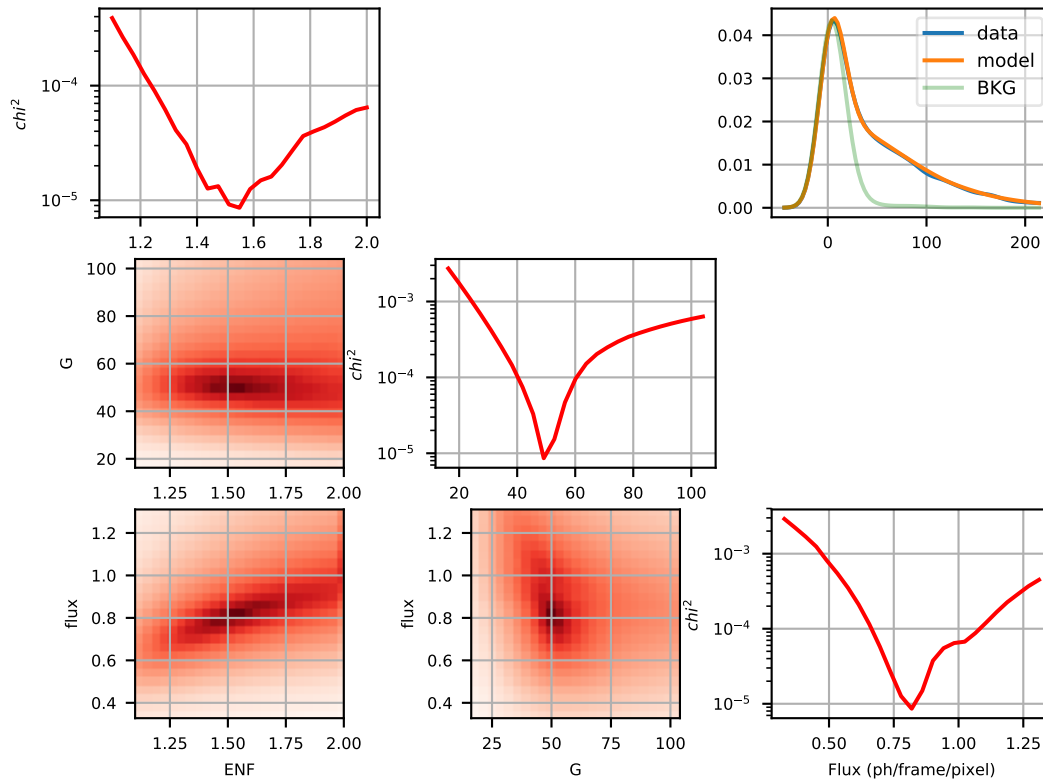 10⁻⁴
10⁻⁵
chi²
1.2 1.4 1.6 1.8 2.0
0.04
0.03
0.02
0.01
0.00
data
model
BKG
0 100 200
100
80
60
40
20
G
1.25 1.50 1.75 2.00
10⁻³
10⁻⁴
10⁻⁵
chi²
20 40 60 80 100
1.2
1.0
0.8
0.6
0.4
flux
1.25 1.50 1.75 2.00
ENF
1.2
1.0
0.8
0.6
0.4
flux
25 50 75 100
G
10⁻³
10⁻⁴
10⁻⁵
chi²
0.50 0.75 1.00 1.25
Flux (ph/frame/pixel)